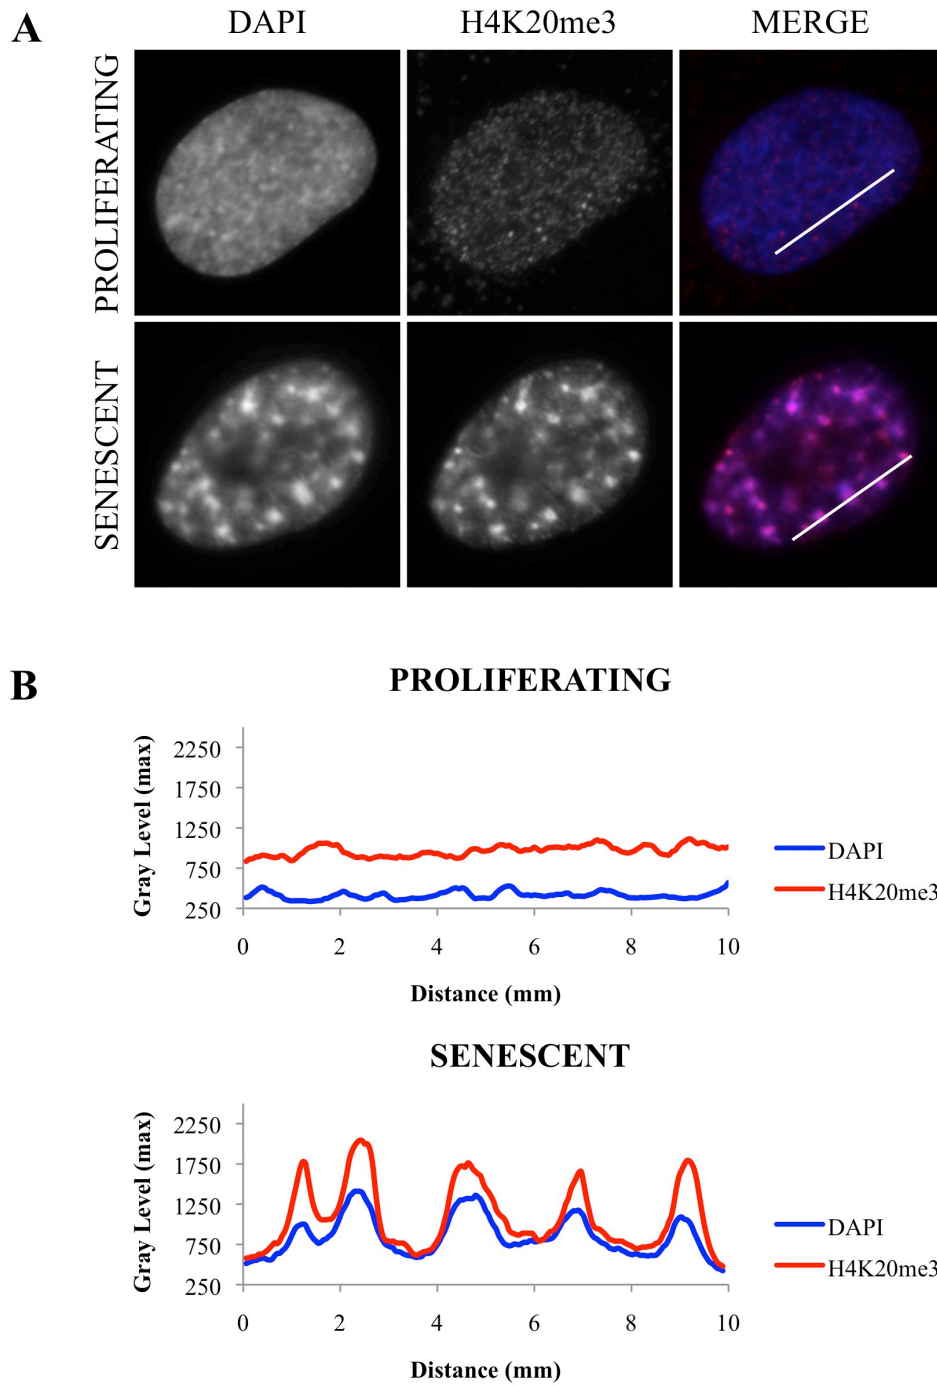 A
DAPI
H4K20me3
MERGE
PROLIFERATING
SENESCENT
B
PROLIFERATING
Gray Level (max)
2250
1750
1250
750
250
0 2 4 6 8 10
Distance (mm)
DAPI
H4K20me3
SENESCENT
Gray Level (max)
2250
1750
1250
750
250
0 2 4 6 8 10
Distance (mm)
DAPI
H4K20me3